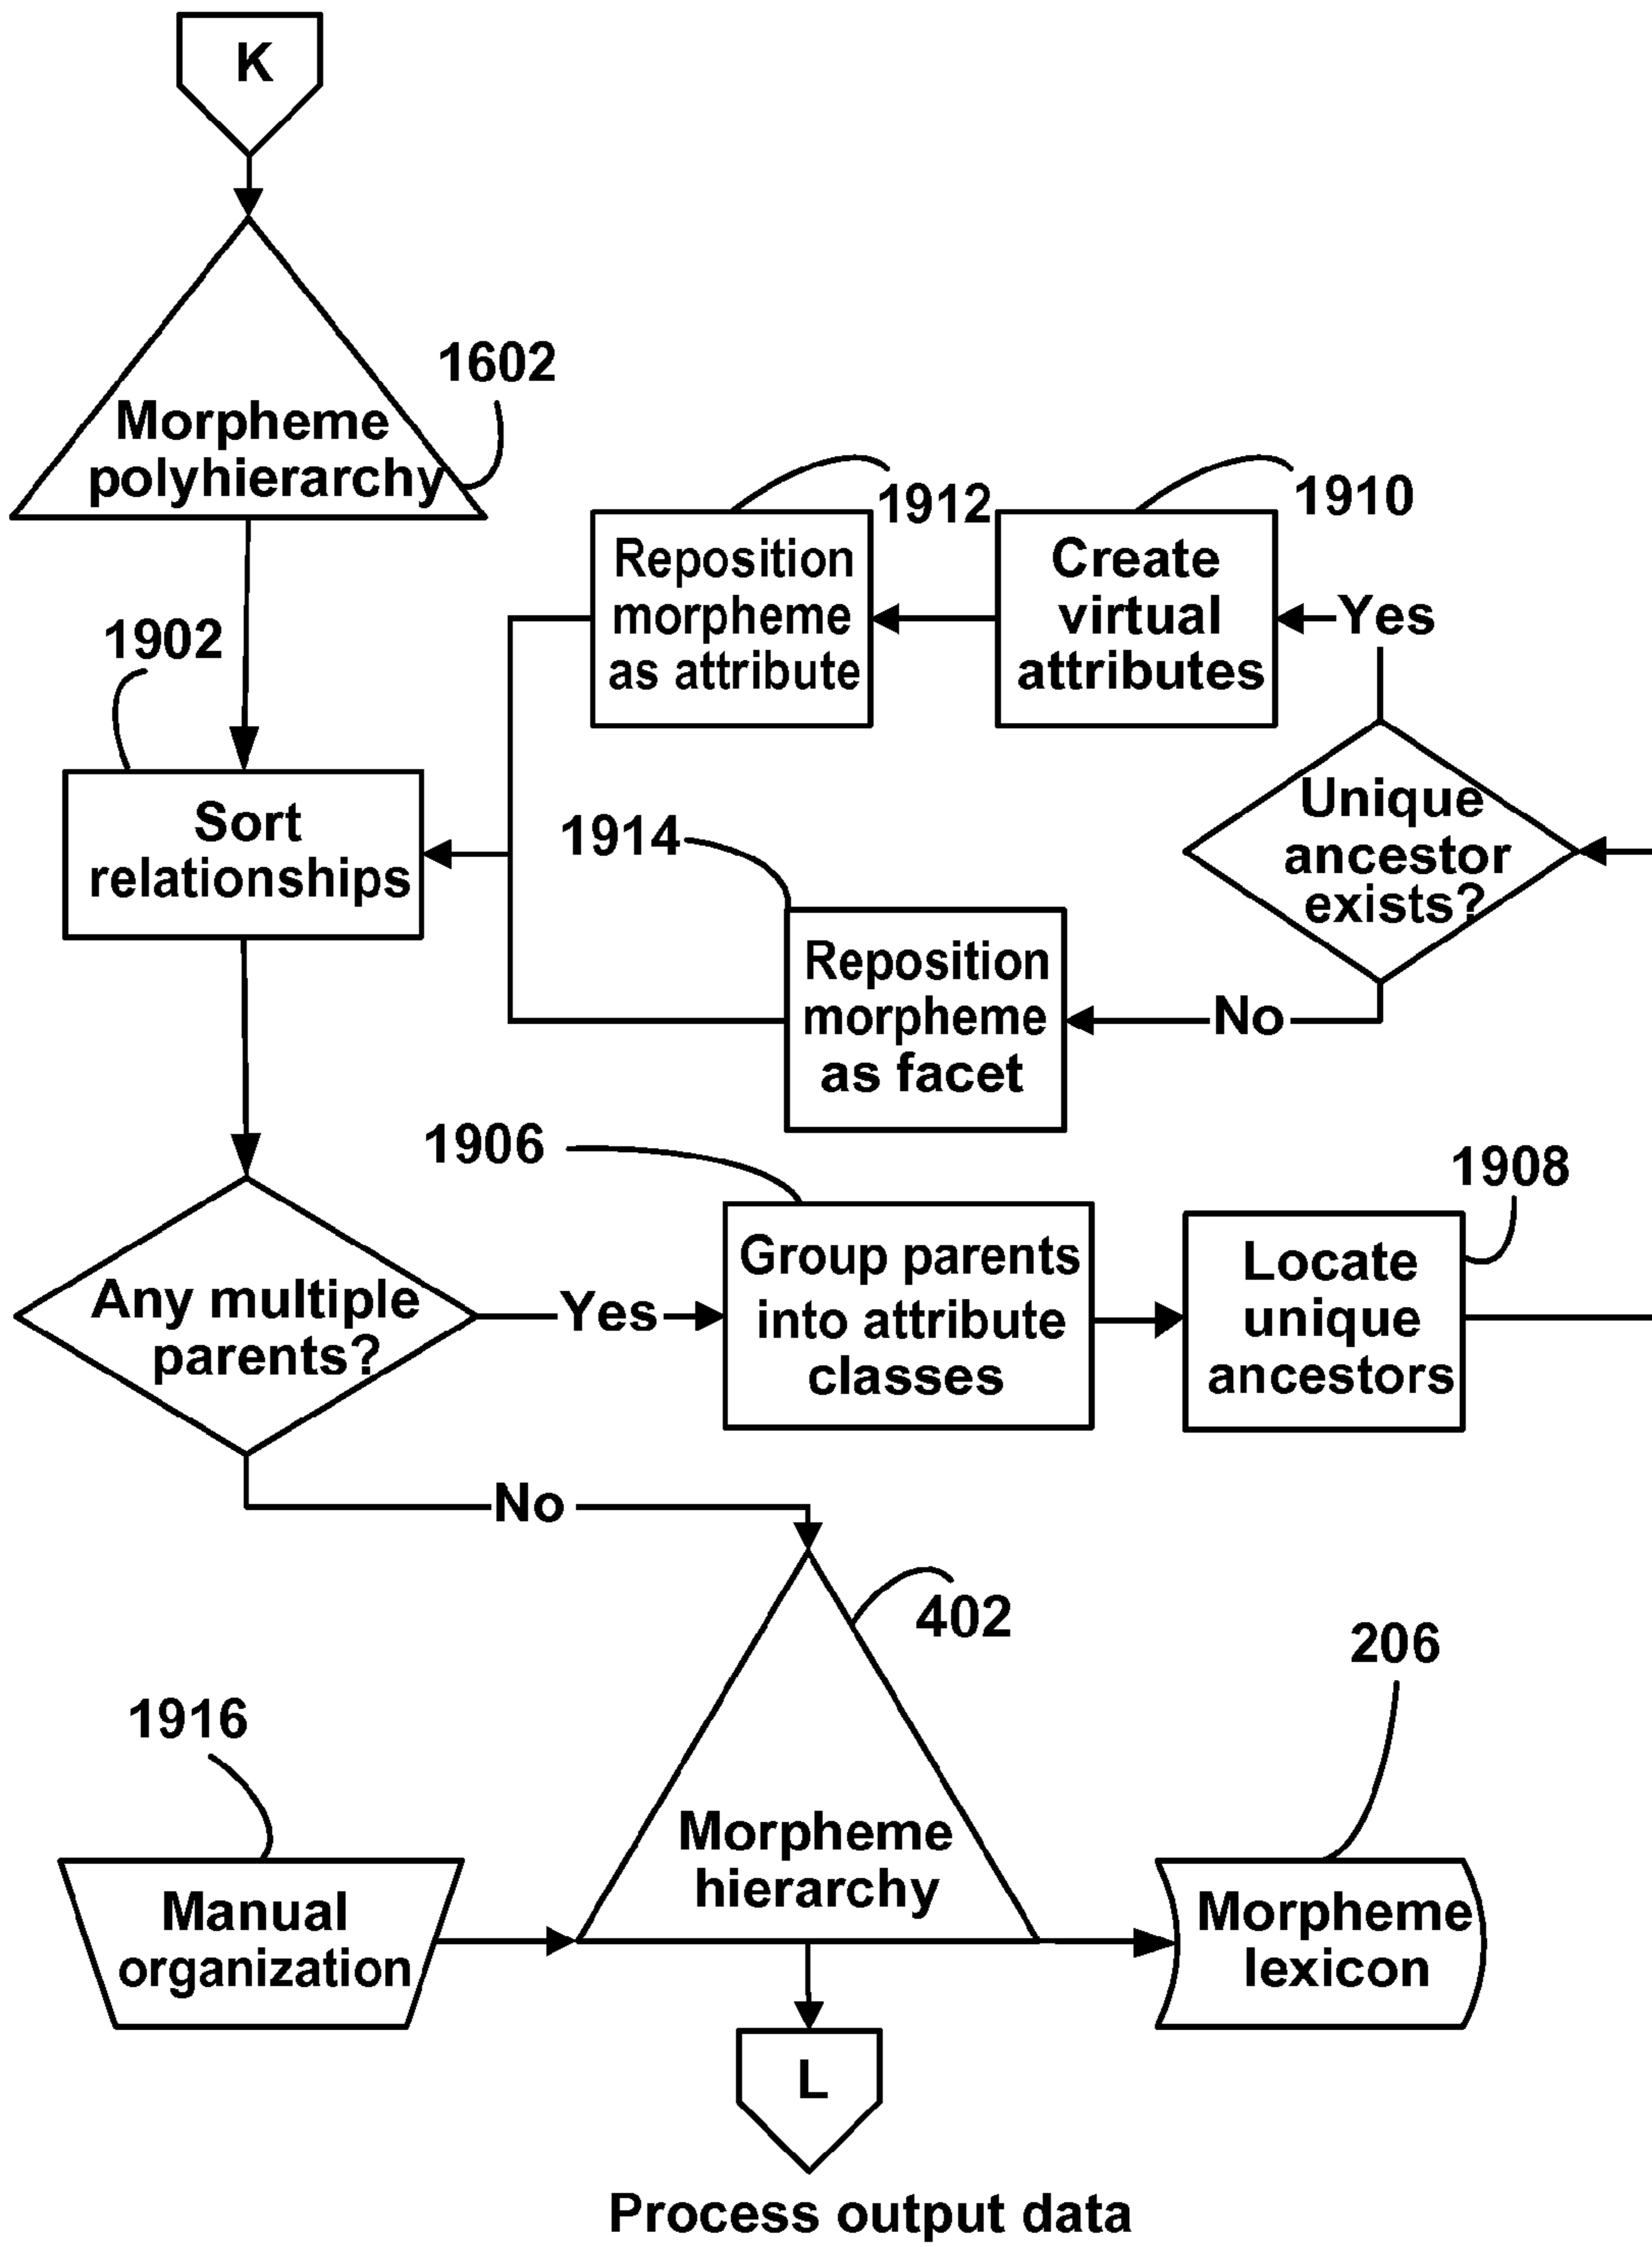 K
1602
Morpheme
polyhierarchy
1912
1910
Reposition
morpheme
as attribute
Create
virtual
attributes
Yes
1902
Sort
relationships
1914
Unique
ancestor
exists?
Reposition
morpheme
as facet
No
1906
1908
Any multiple
parents?
Yes
Group parents
into attribute
classes
Locate
unique
ancestors
No
402
206
1916
Manual
organization
Morpheme
hierarchy
Morpheme
lexicon
L
Process output data